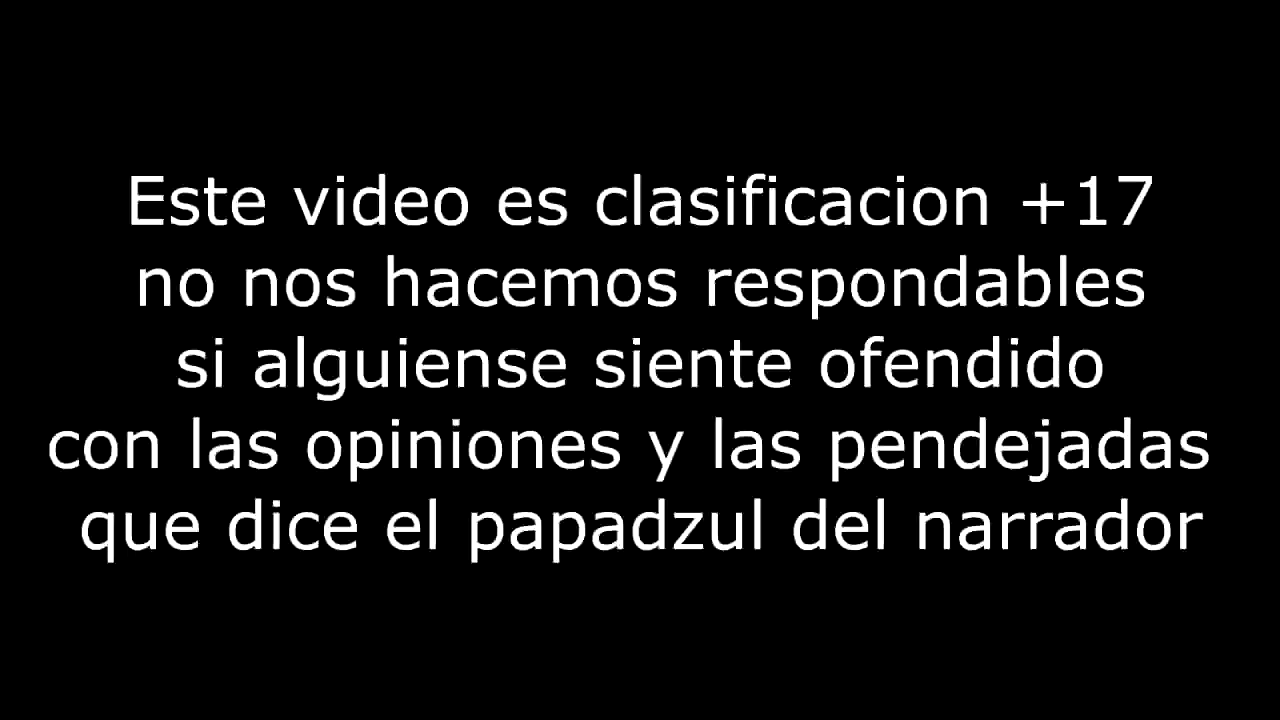 Este video es clasificacion +17
no nos hacemos respondables
si alguiense siente ofendido
con las opiniones y las pendejadas
que dice el papadzul del narrador